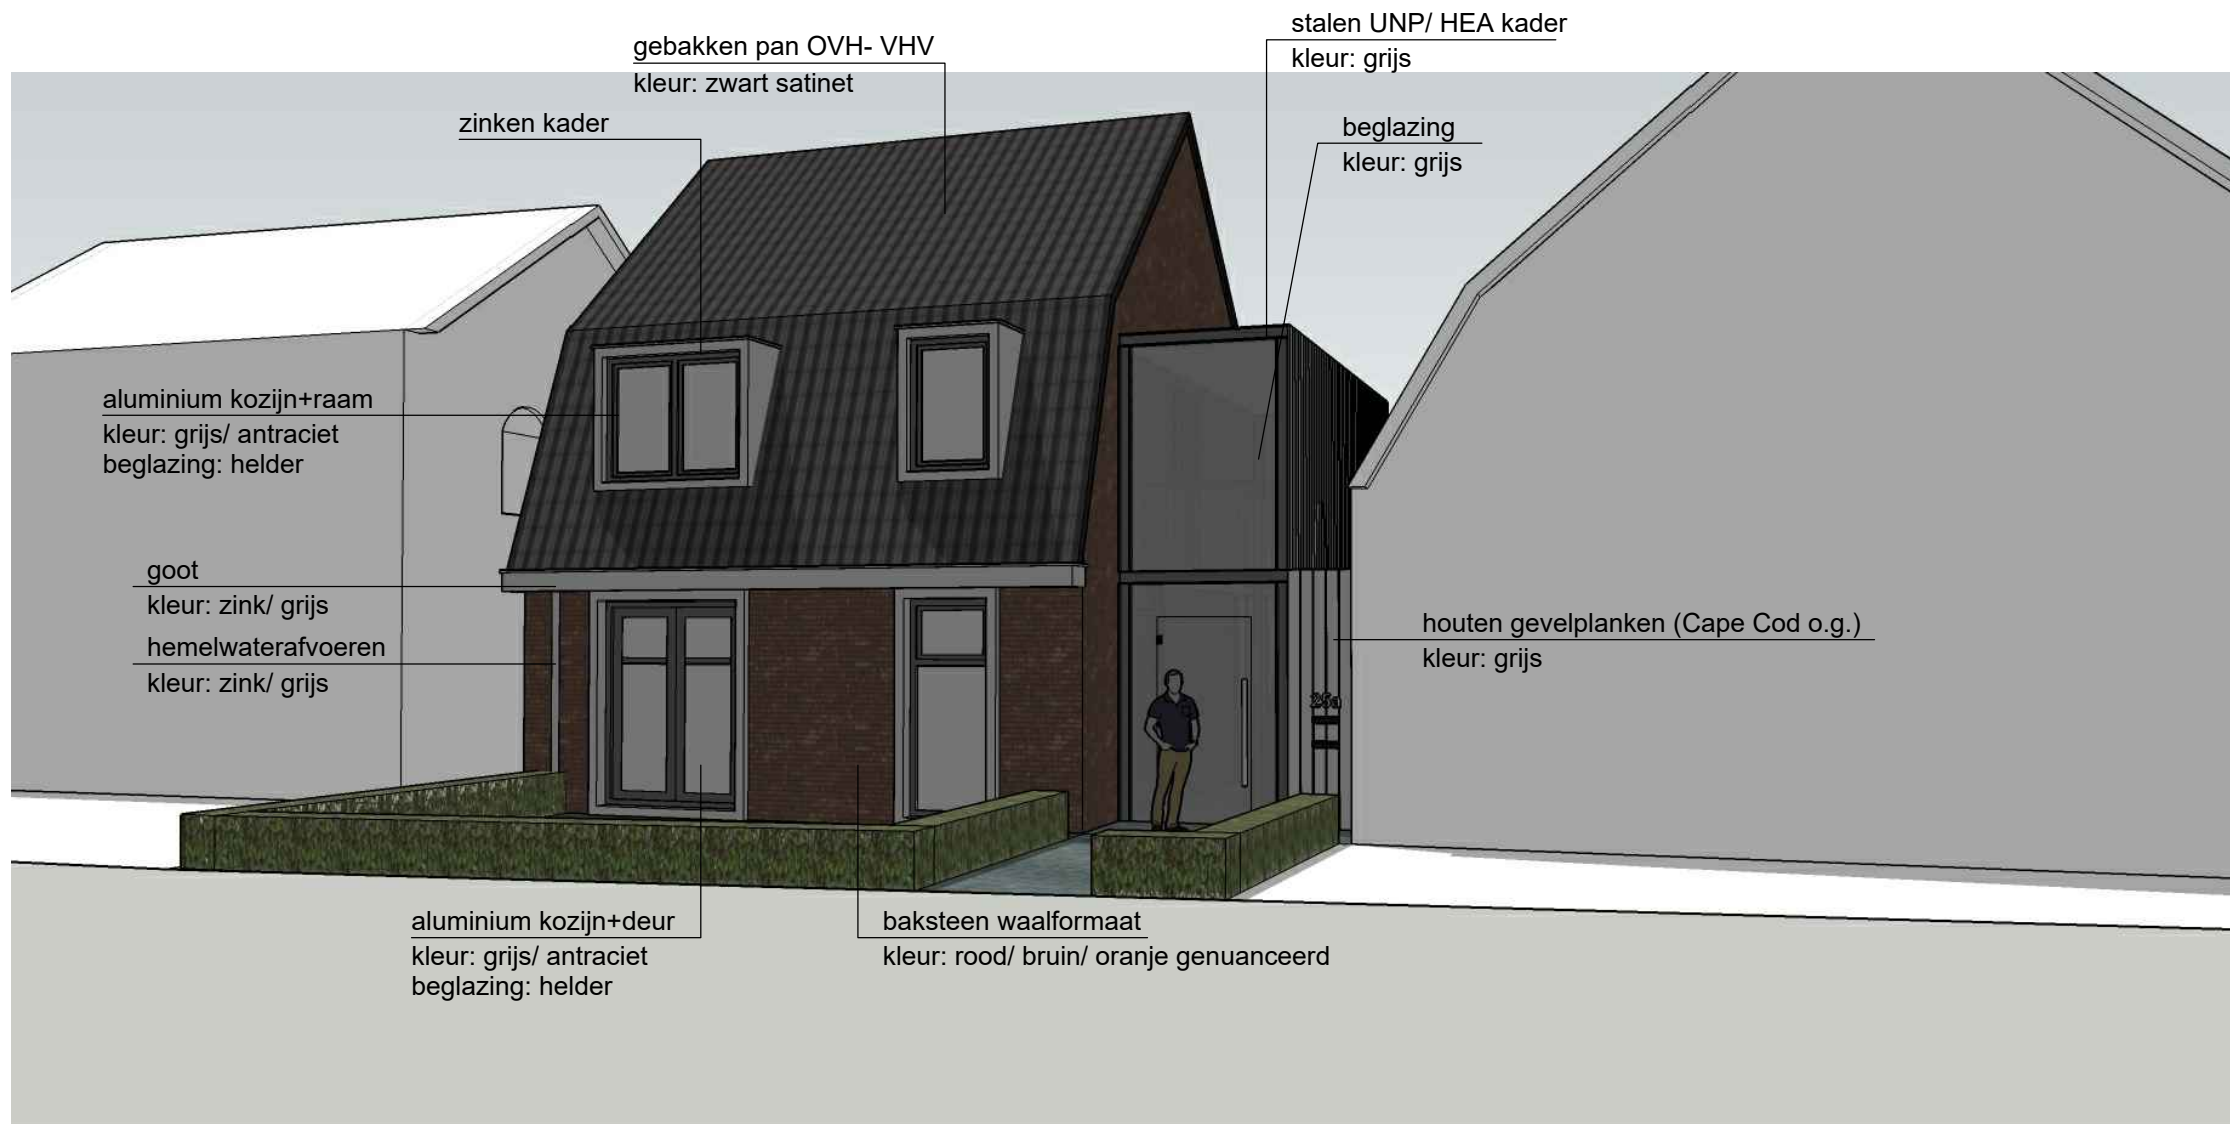 stalen UNP/ HEA kader
kleur: grijs
gebakken pan OVH- VHV
kleur: zwart satinet
zinken kader
beglazing
kleur: grijs
aluminium kozijn+raam
kleur: grijs/ antraciet
beglazing: helder
goot
kleur: zink/ grijs
hemelwaterafvoeren
kleur: zink/ grijs
houten gevelplanken (Cape Cod o.g.)
kleur: grijs
25a
aluminium kozijn+deur
kleur: grijs/ antraciet
beglazing: helder
baksteen waalformaat
kleur: rood/ bruin/ oranje genuanceerd